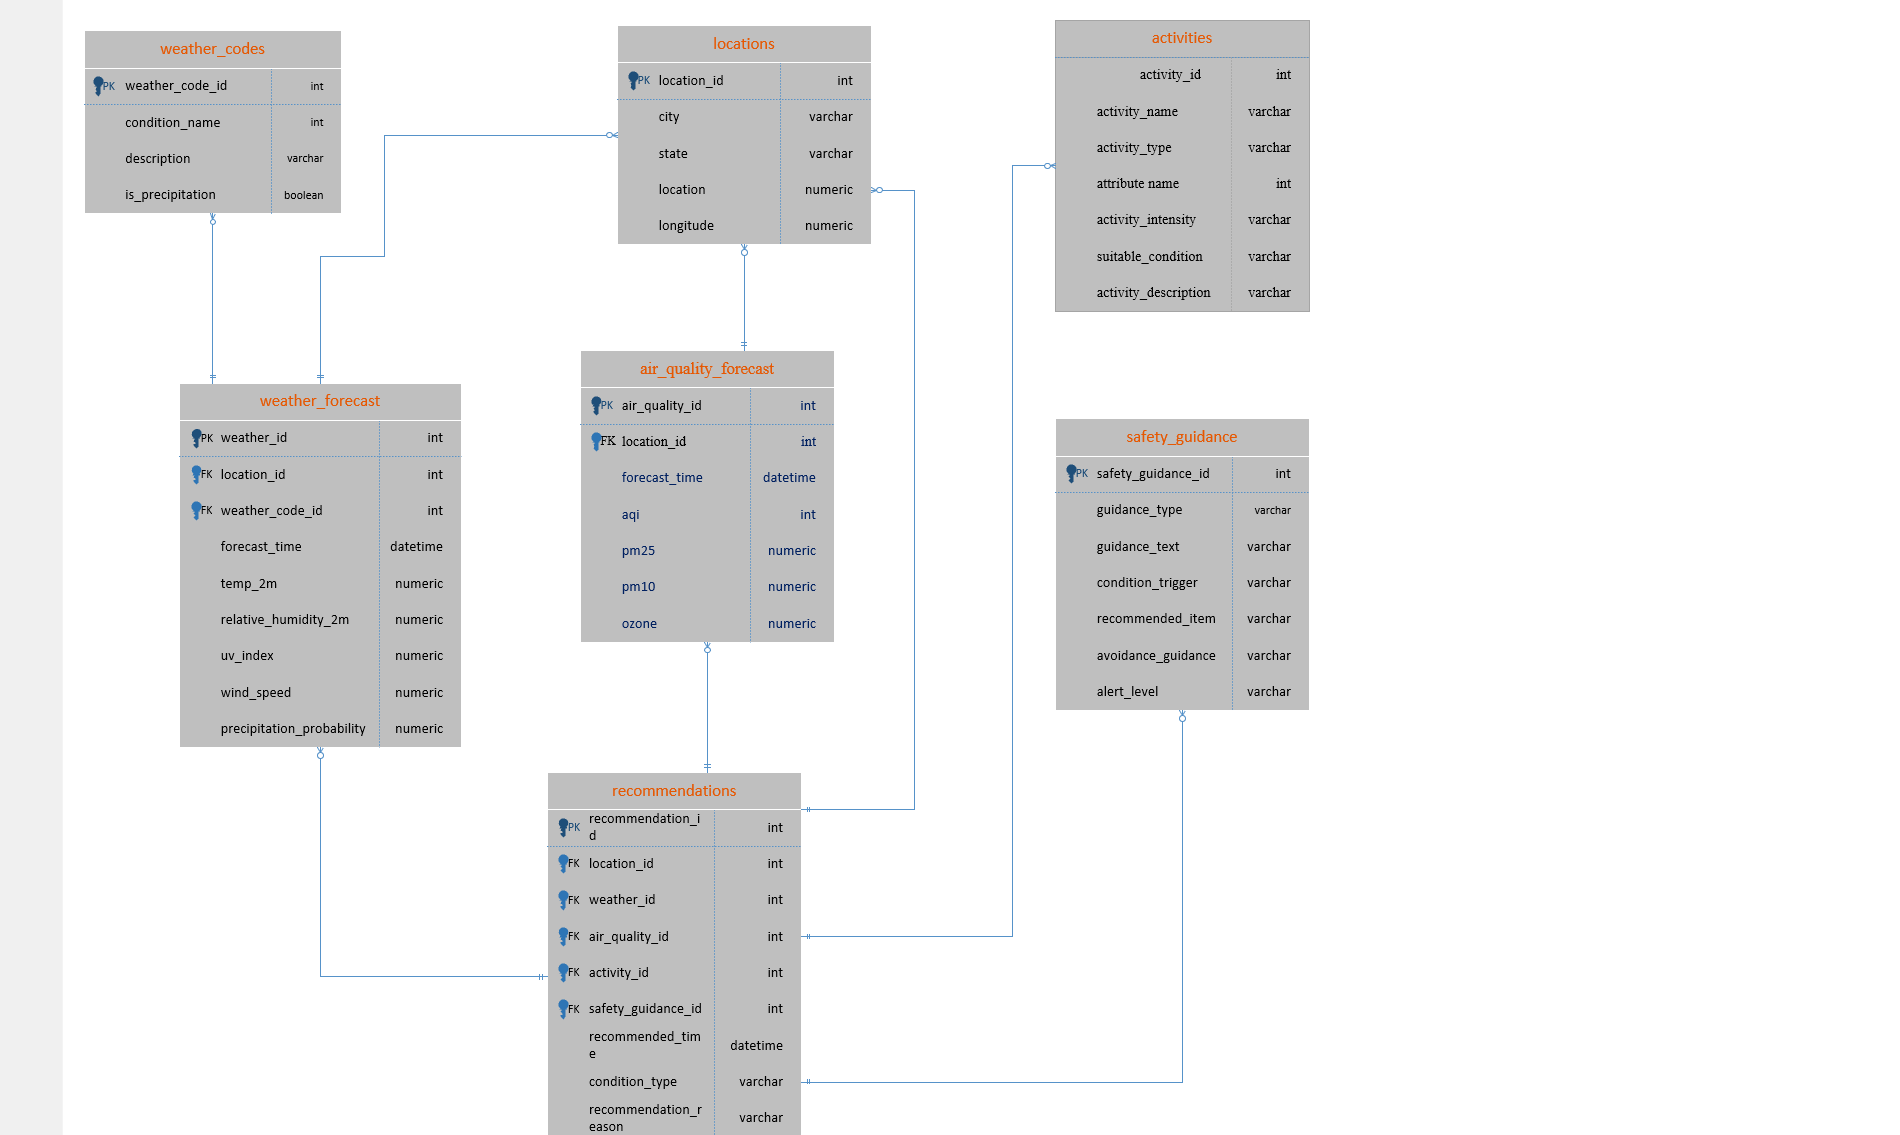 weather_codes
PK weather_code_id int
condition_name int
description varchar
is_precipitation boolean
locations
PK location_id int
city varchar
state varchar
location numeric
longitude numeric
activities
activity_id int
activity_name varchar
activity_type varchar
attribute name int
activity_intensity varchar
suitable_condition varchar
activity_description varchar
weather_forecast
PK weather_id int
FK location_id int
FK weather_code_id int
forecast_time datetime
temp_2m numeric
relative_humidity_2m numeric
uv_index numeric
wind_speed numeric
precipitation_probability numeric
air_quality_forecast
PK air_quality_id int
FK location_id int
forecast_time datetime
aqi int
pm25 numeric
pm10 numeric
ozone numeric
safety_guidance
PK safety_guidance_id int
guidance_type varchar
guidance_text varchar
condition_trigger varchar
recommended_item varchar
avoidance_guidance varchar
alert_level varchar
recommendations
PK recommendation_i int
d
FK location_id int
FK weather_id int
FK air_quality_id int
FK activity_id int
FK safety_guidance_id int
recommended_tim datetime
e
condition_type varchar
recommendation_r varchar
eason